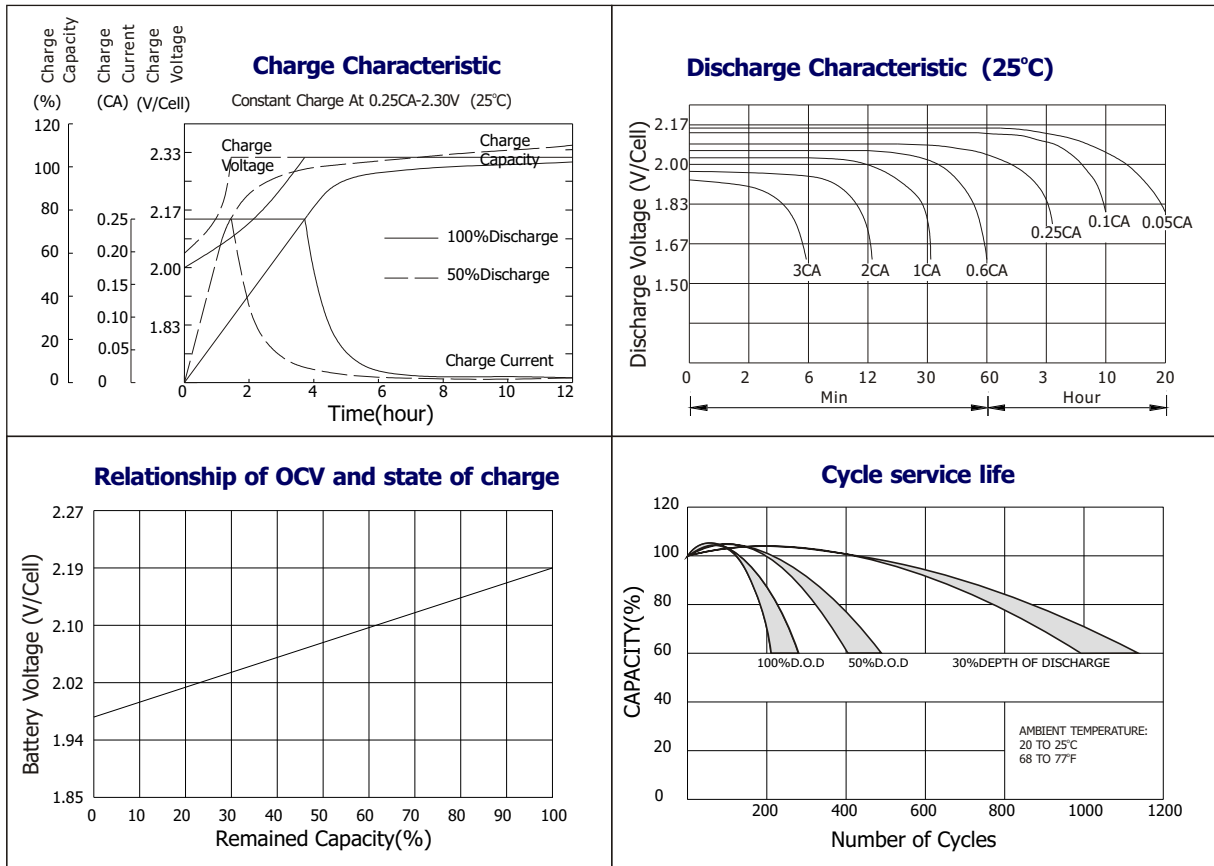 Charge Capacity
Charge Current
Charge Voltage
(%)
(CA)
(V/Cell)
Charge Characteristic
Constant Charge At 0.25CA-2.30V (25°C)
120
100
80
60
40
20
0
0.25
0.20
0.15
0.1
0.05
0
2.33
2.17
2.00
1.83
Charge
Voltage
Charge
Capacity
100%Discharge
50%Discharge
Charge Current
0 2 4 6 8 10 12
Time(hour)
Discharge Characteristic (25°C)
Discharge Voltage (V/Cell)
2.17
2.00
1.83
1.67
1.50
3CA 2CA 1CA 0.6CA 0.25CA 0.1CA 0.05CA
0 2 6 12 30 60 3 10 20
Min Hour
Relationship of OCV and state of charge
Battery Voltage (V/Cell)
2.27
2.19
2.10
2.02
1.94
1.85
0 10 20 30 40 50 60 70 80 90 100
Remained Capacity(%)
Cycle service life
CAPACITY(%)
120
100
80
60
40
20
0
100%D.O.D 50%D.O.D 30%DEPTH OF DISCHARGE
AMBIENT TEMPERATURE:
20 TO 25°C
68 TO 77°F
200 400 600 800 1000 1200
Number of Cycles